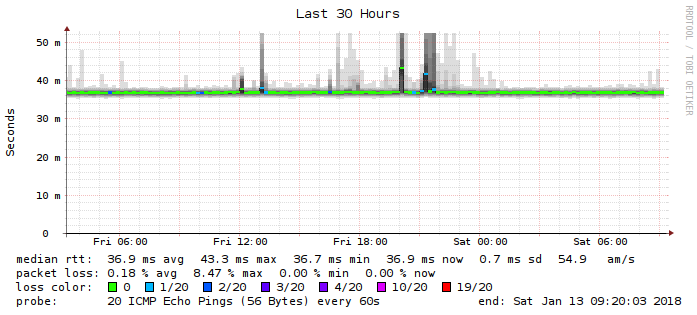 Last 30 Hours
RRDTOOL / TOBI OETIKER
Seconds
50 m
40 m
30 m
20 m
10 m
0
Fri 06:00 Fri 12:00 Fri 18:00 Sat 00:00 Sat 06:00
median rtt: 36.9 ms avg 43.3 ms max 36.7 ms min 36.9 ms now 0.7 ms sd 54.9 am/s
packet loss: 0.18 % avg 8.47 % max 0.00 % min 0.00 % now
loss color: 0 1/20 2/20 3/20 4/20 10/20 19/20
probe: 20 ICMP Echo Pings (56 Bytes) every 60s end: Sat Jan 13 09:20:03 2018